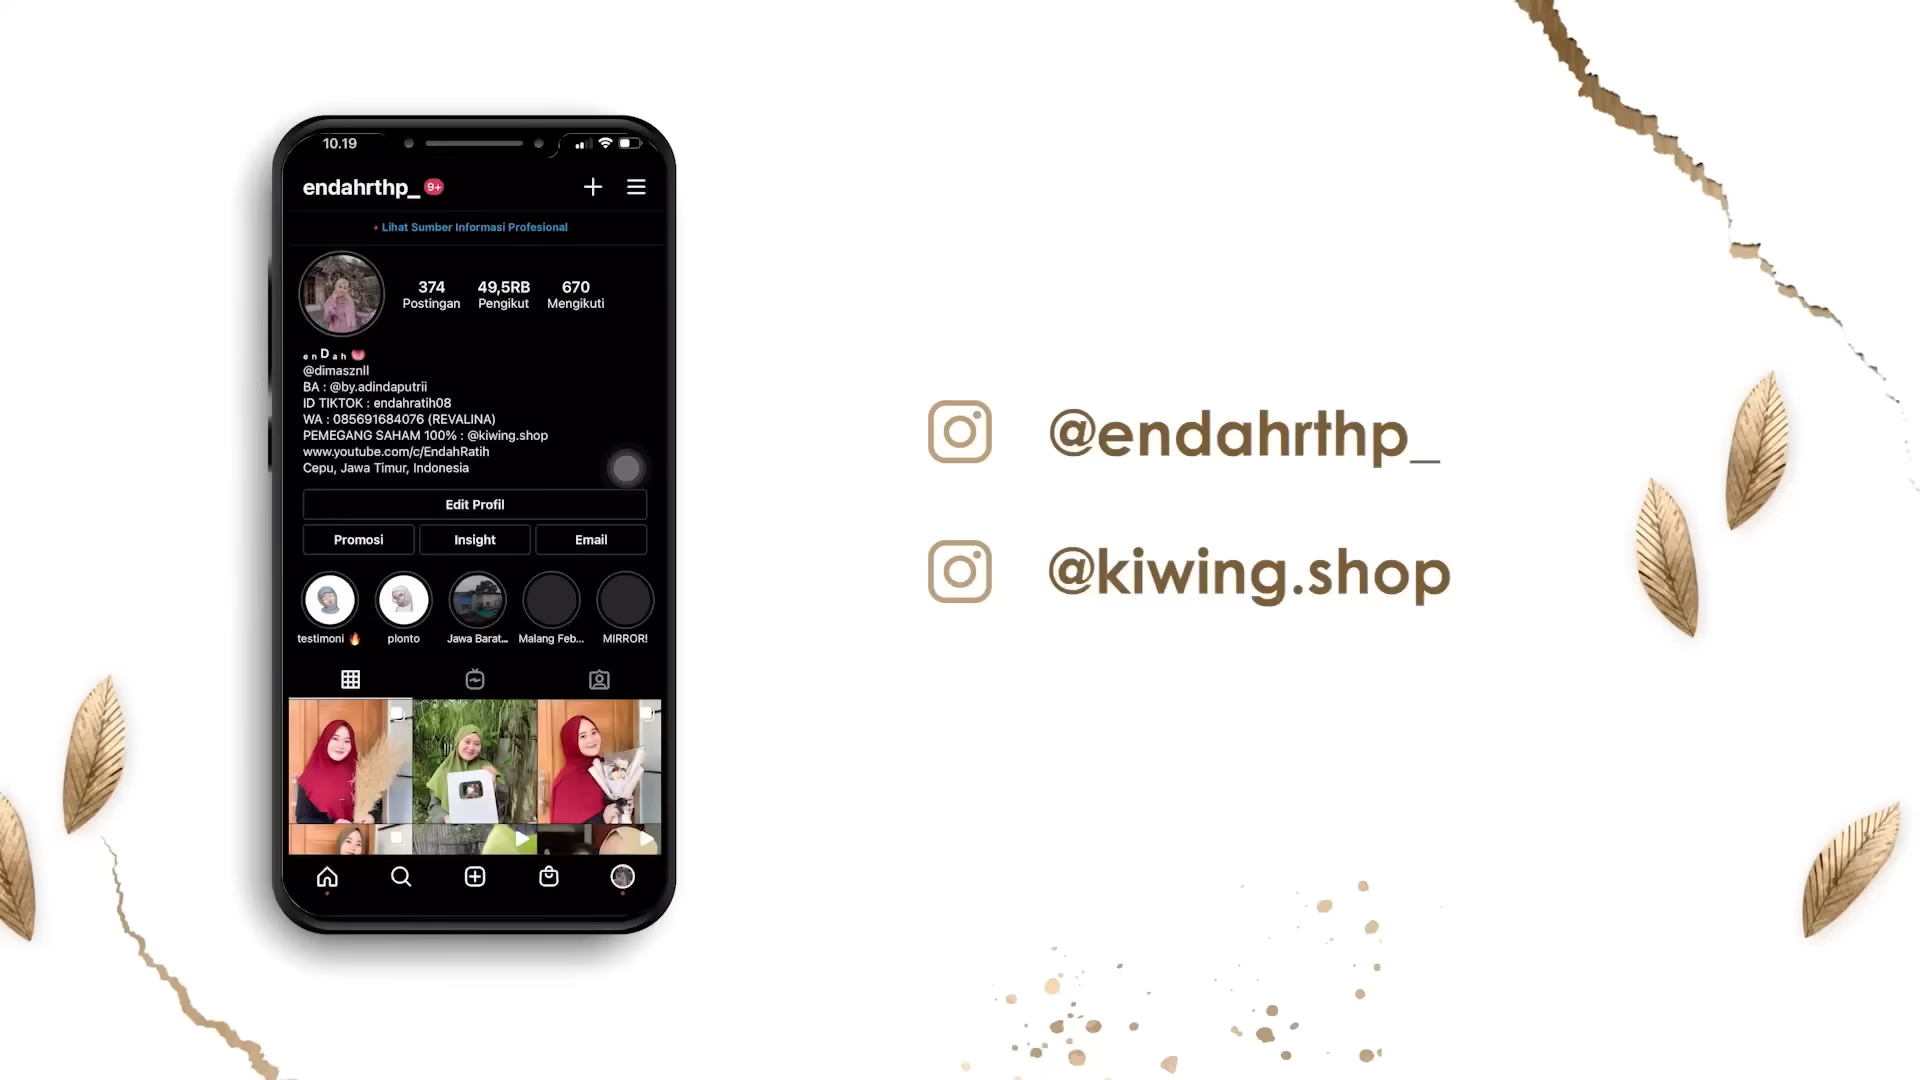 10.19
endahrthp_ 9+
Lihat Sumber Informasi Profesional
374 49,5RB 670
Postingan Pengikut Mengikuti
ₑₙDₐₕ
@dimasznll
BA : @by.adindaputrii
ID TIKTOK : endahratih08
WA : 085691684076 (REVALINA)
PEMEGANG SAHAM 100% : @kiwing.shop
www.youtube.com/c/EndahRatih
Cepu, Jawa Timur, Indonesia
Edit Profil
Promosi Insight Email
testimoni 🔥 plonto Jawa Barat... Malang Feb... MIRROR!
@endahrthp_
@kiwing.shop